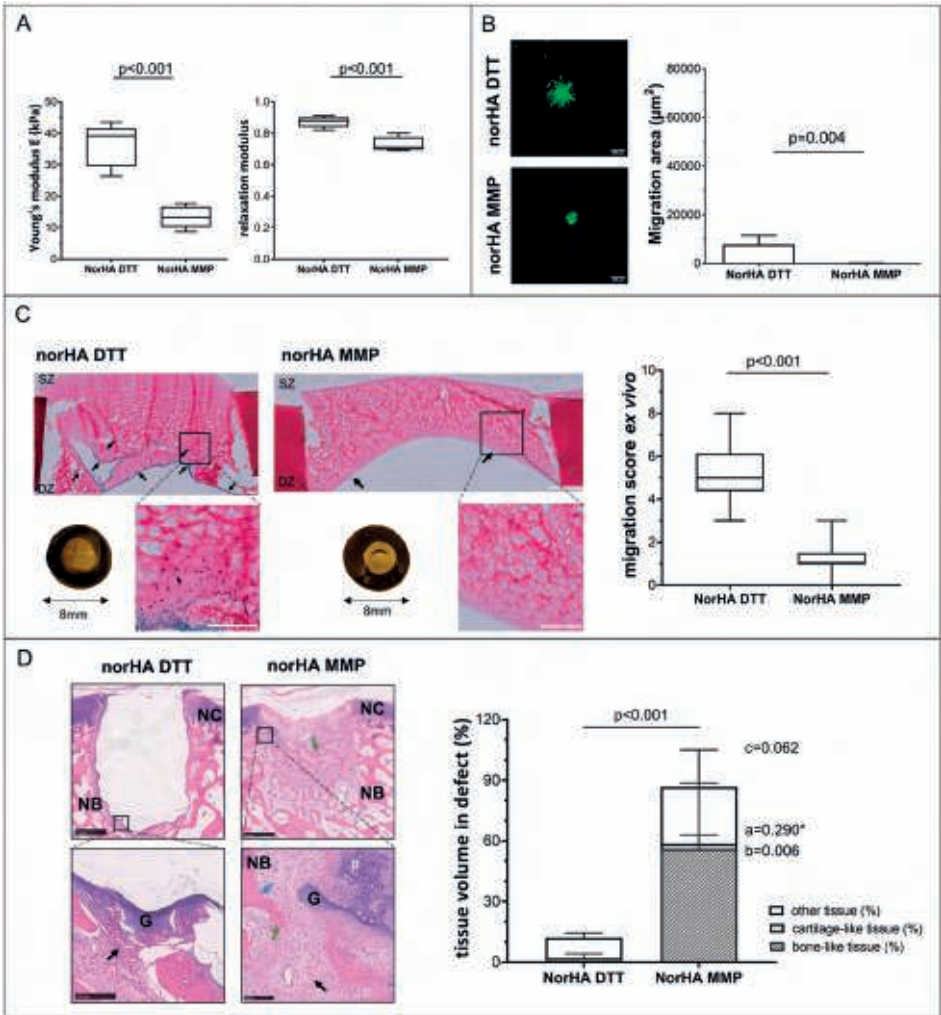 A
p<0.001
p<0.001
Young's modulus E (kPa)
50
40
30
20
10
0
NorHA DTT
NorHA MMP
relaxation modulus
1.0
0.8
0.6
0.4
0.2
0.0
NorHA DTT
NorHA MMP
B
norHA DTT
norHA MMP
Migration area (µm²)
80000
60000
40000
20000
0
p=0.004
NorHA DTT
NorHA MMP
C
norHA DTT
norHA MMP
SZ
DZ
SZ
DZ
8mm
8mm
migration score ex vivo
p<0.001
10
8
6
4
2
0
NorHA DTT
NorHA MMP
D
norHA DTT
norHA MMP
NC
NB
NC
NB
G
NB
G
tissue volume in defect (%)
120
90
60
30
0
p<0.001
c=0.062
a=0.290*
b=0.006
other tissue (%)
cartilage-like tissue (%)
bone-like tissue (%)
NorHA DTT
NorHA MMP